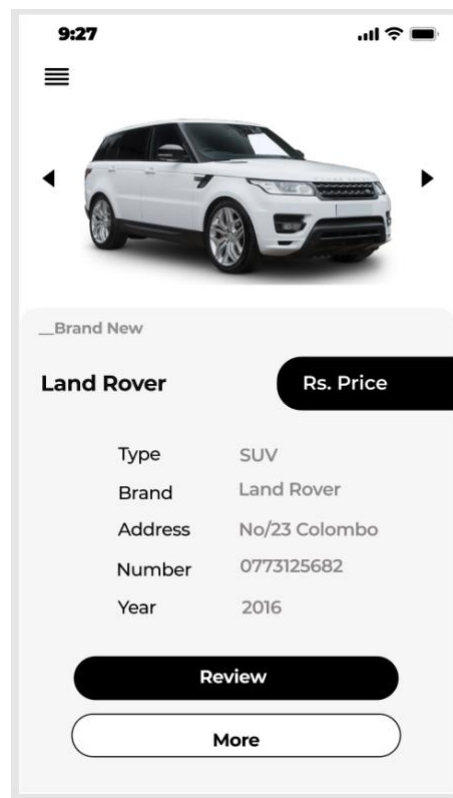 9:27
__Brand New
Land Rover
Rs. Price
Type SUV
Brand Land Rover
Address No/23 Colombo
Number 0773125682
Year 2016
Review
More